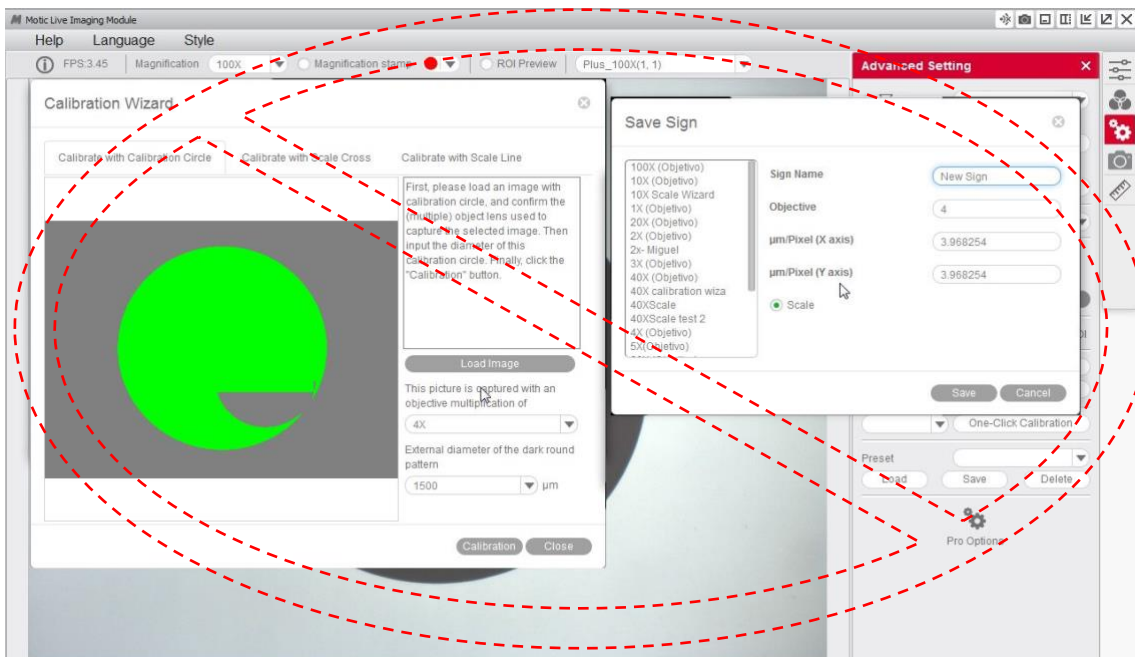 Motic Live Imaging Module
Help Language Style
FPS:3.45 Magnification 100X Magnification stamp ROI Preview Plus_100X(1, 1)
Calibration Wizard
Calibrate with Calibration Circle Calibrate with Scale Cross Calibrate with Scale Line
First, please load an image with
calibration circle, and confirm the
(multiple) object lens used to
capture the selected image. Then
input the diameter of this
calibration circle. Finally, click the
"Calibration" button.
Load Image
This picture is captured with an
objective multiplication of
4X
External diameter of the dark round
pattern
1500 µm
Calibration Close
Save Sign
100X (Objetivo)
10X (Objetivo)
10X Scale Wizard
1X (Objetivo)
20X (Objetivo)
2X (Objetivo)
2x- Miguel
3X (Objetivo)
40X (Objetivo)
40X calibration wiza
40XScale
40XScale test 2
4X (Objetivo)
5X(Objetivo)
Sign Name New Sign
Objective 4
µm/Pixel (X axis) 3.968254
µm/Pixel (Y axis) 3.968254
Scale
Save Cancel
Advanced Setting
One-Click Calibration
Preset
Load Save Delete
Pro Options